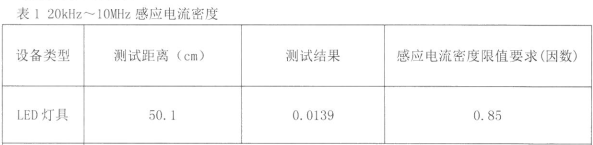 表 1 20kHz～10MHz 感应电流密度
设备类型 测试距离（cm） 测试结果 感应电流密度限值要求(因数)
LED 灯具 50.1 0.0139 0.85